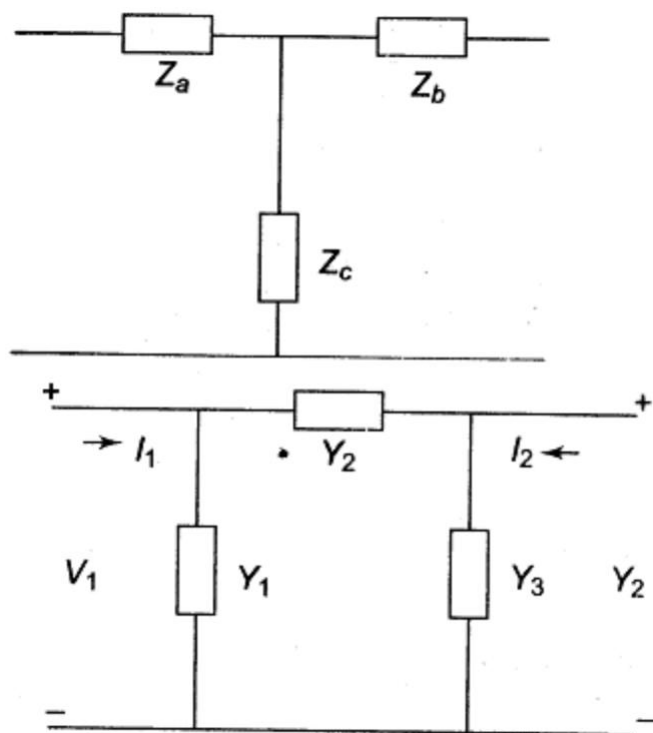 Za Zb
Zc
+ +
I1 Y2 I2
V1 Y1 Y3 Y2
− −